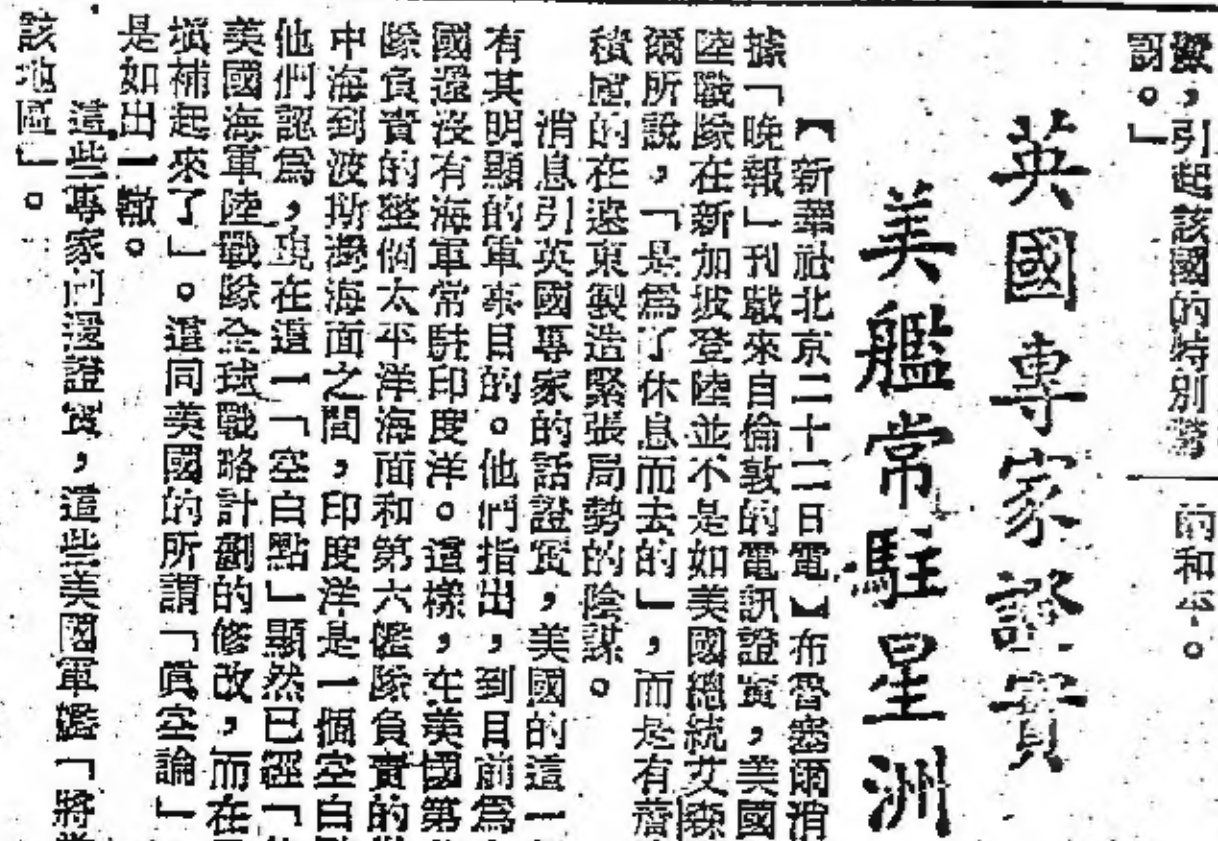 ，引起該國的特別
。」
的和平。
英國專家證實
美艦常駐星洲
【新華社北京二十二日電】布魯塞爾消
據「晚報」刊載來自倫敦的電訊證實，美國
陸戰隊在新加坡登陸並不是如美國總統艾森
爾所說，「是爲了休息而去的」，而是有
積慮的在遠東製造緊張局勢的陰謀。
消息引英國專家的話證實，美國的這一
有其明顯的軍事目的。他們指出，到目前爲
國還沒有海軍常駐印度洋。這樣，在美國第
隊負責的整個太平洋海面和第六艦隊負責的
中海到波斯灣海面之間，印度洋是一個空白
他們認爲，現在這一「空白點」顯然已經「
美國海軍陸戰隊全球戰略計劃的修改，而在
塡補起來了」。這同美國的所謂「眞空論」
是如出一轍。
這些專家們還證實，這些美國軍艦「將
該地區」。